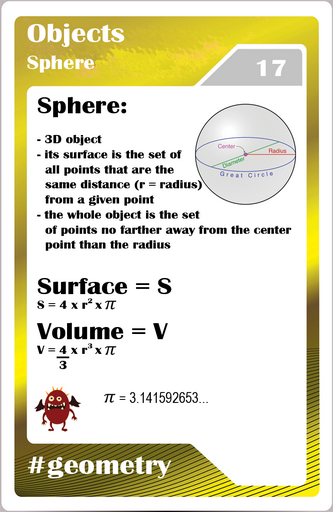 Objects
Sphere
17
Sphere:
- 3D object
- its surface is the set of
all points that are the
same distance (r = radius)
from a given point
- the whole object is the set
of points no farther away from the center
point than the radius
Center
Radius
Diameter
Great Circle
Surface = S
S = 4 x r² x π
Volume = V
V = 4 x r³ x π
3
π = 3.141592653...
#geometry